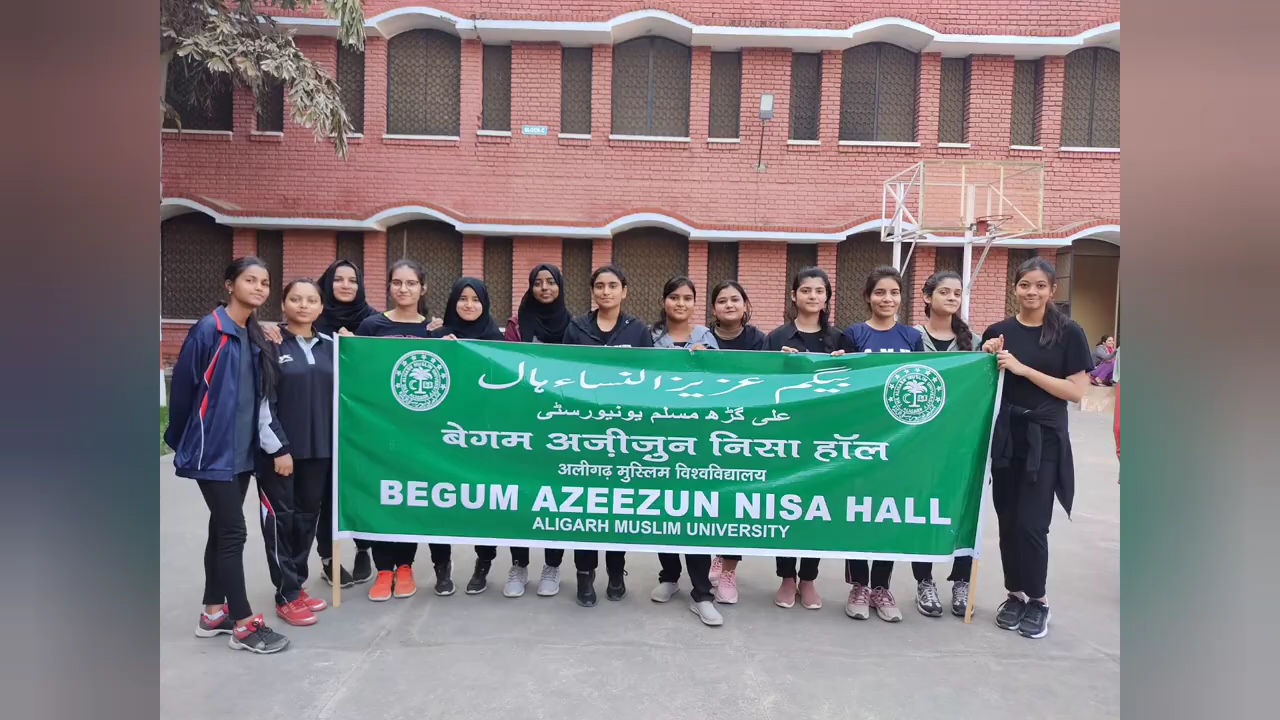 BLOCK-C
بیگم عزیز النساء ہال
علی گڑھ مسلم یونیورسٹی
बेगम अज़ीज़ुन निसा हॉल
अलीगढ़ मुस्लिम विश्वविद्यालय
BEGUM AZEEZUN NISA HALL
ALIGARH MUSLIM UNIVERSITY